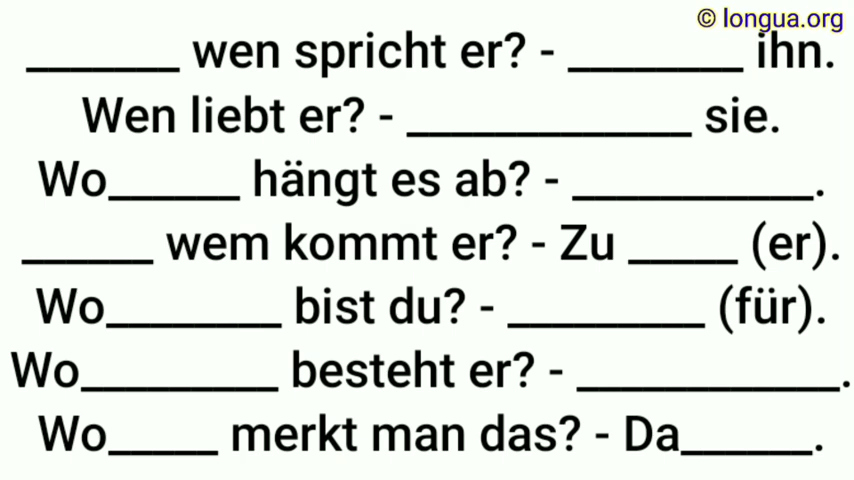 © longua.org
_______ wen spricht er? - ________ ihn.
Wen liebt er? - _____________ sie.
Wo______ hängt es ab? - ___________.
______ wem kommt er? - Zu _____ (er).
Wo________ bist du? - _________ (für).
Wo_________ besteht er? - ____________.
Wo_____ merkt man das? - Da______.